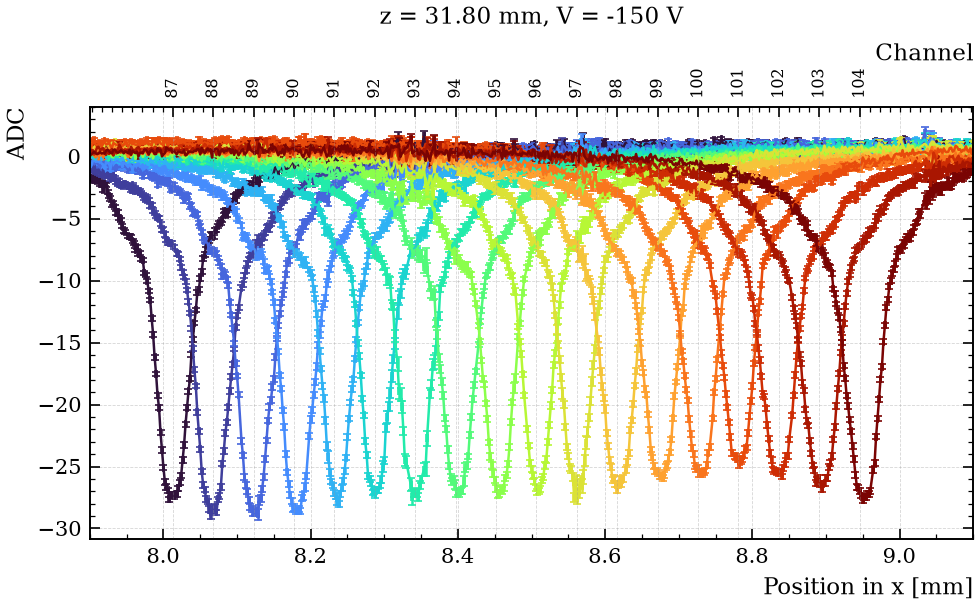 z = 31.80 mm, V = -150 V
Channel
87 88 89 90 91 92 93 94 95 96 97 98 99 100 101 102 103 104
ADC
0
−5
−10
−15
−20
−25
−30
8.0 8.2 8.4 8.6 8.8 9.0
Position in x [mm]